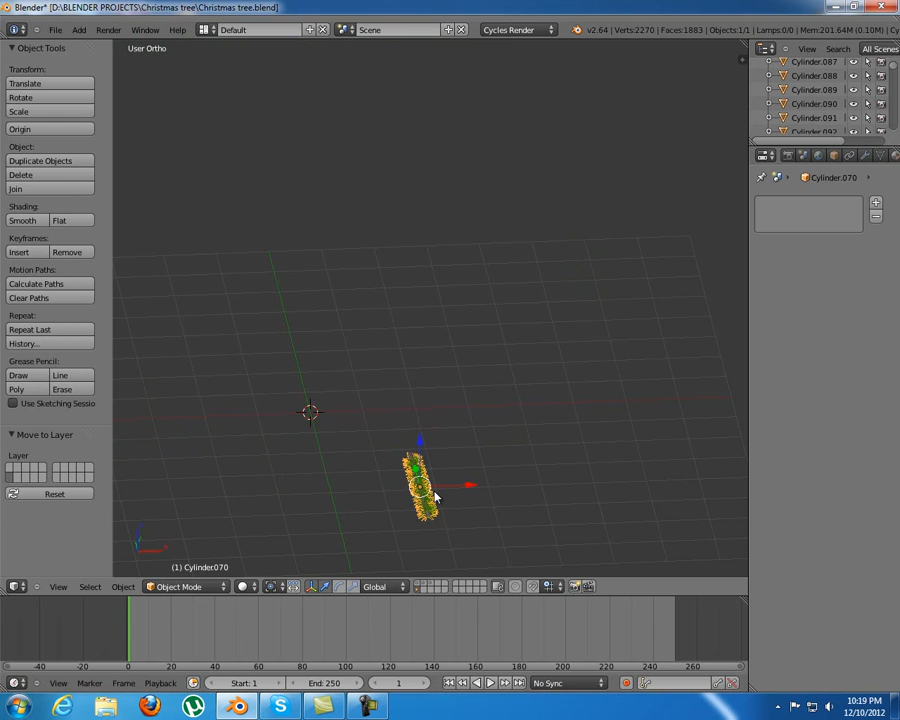 Blender* [D:\BLENDER PROJECTS\Christmas tree\Christmas tree.blend]
File Add Render Window Help Default Scene Cycles Render v2.64 | Verts:2270 | Faces:1883 | Objects:1/1 | Lamps:0/0 | Mem:201.64M (0.10M) | Cy
Object Tools
User Ortho
View Search All Scenes
Cylinder.087
Cylinder.088
Cylinder.089
Cylinder.090
Cylinder.091
Cylinder.092
Transform:
Translate
Rotate
Scale
Origin
Object:
Duplicate Objects
Delete
Join
Cylinder.070
Shading:
Smooth Flat
Keyframes:
Insert Remove
Motion Paths:
Calculate Paths
Clear Paths
Repeat:
Repeat Last
History...
Grease Pencil:
Draw Line
Poly Erase
Use Sketching Sessio
Move to Layer
Layer
Reset
(1) Cylinder.070
View Select Object Object Mode Global
-40 -20 0 20 40 60 80 100 120 140 160 180 200 220 240 260
View Marker Frame Playback Start: 1 End: 250 1 No Sync
10:19 PM
12/10/2012